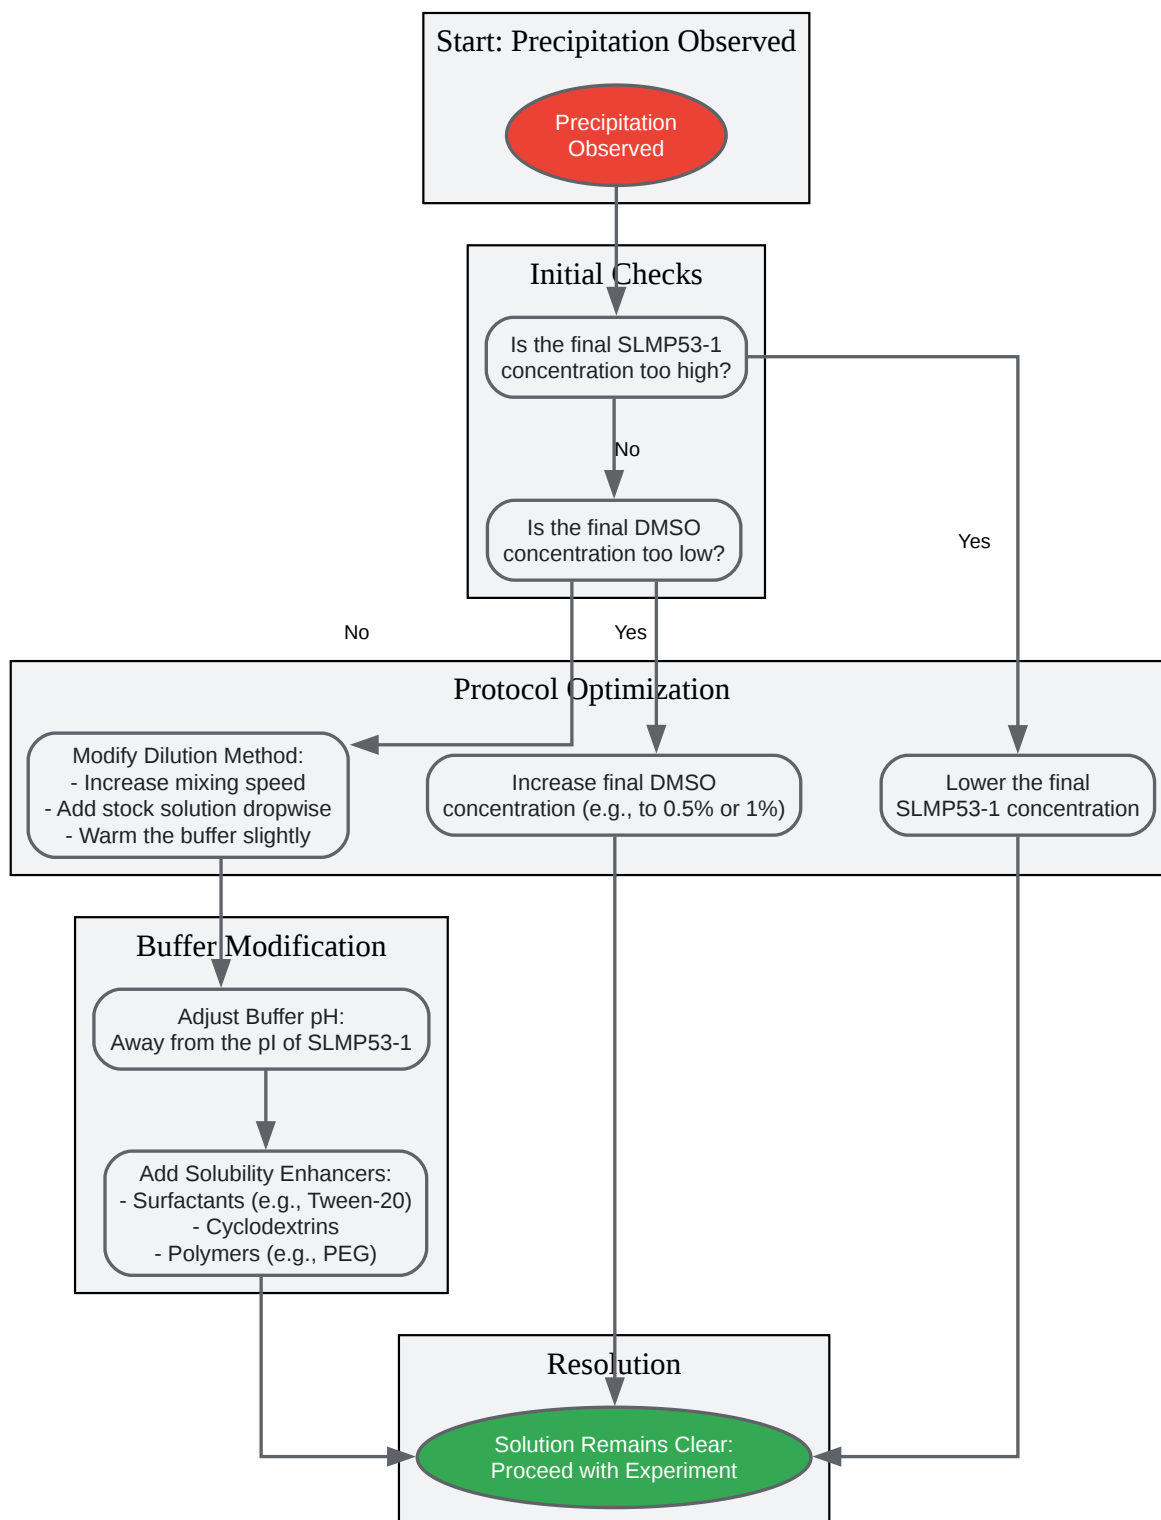 Start: Precipitation Observed
Precipitation
Observed
Initial Checks
Is the final SLMP53-1
concentration too high?
No
Is the final DMSO
concentration too low?
Yes
No
Yes
Protocol Optimization
Modify Dilution Method:
- Increase mixing speed
- Add stock solution dropwise
- Warm the buffer slightly
Increase final DMSO
concentration (e.g., to 0.5% or 1%)
Lower the final
SLMP53-1 concentration
Buffer Modification
Adjust Buffer pH:
Away from the pI of SLMP53-1
Add Solubility Enhancers:
- Surfactants (e.g., Tween-20)
- Cyclodextrins
- Polymers (e.g., PEG)
Resolution
Solution Remains Clear:
Proceed with Experiment